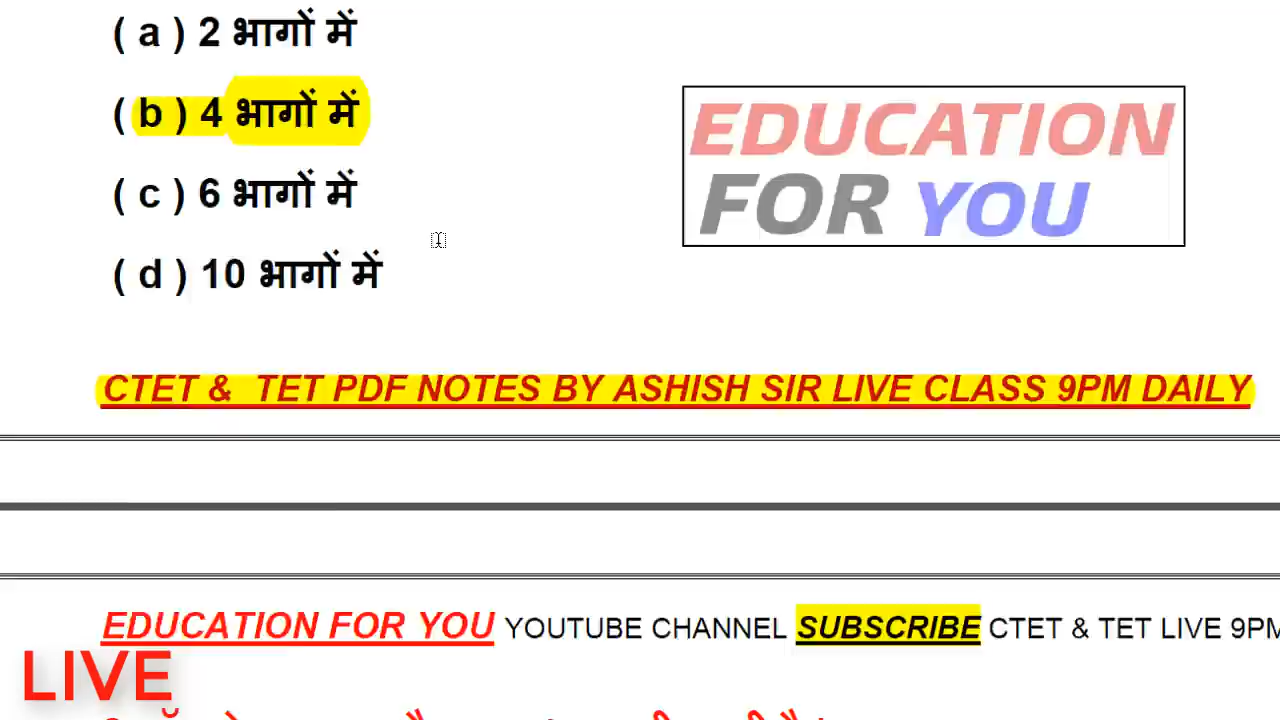 ( a ) 2 भागों में
( b ) 4 भागों में
( c ) 6 भागों में
( d ) 10 भागों में
EDUCATION
FOR YOU
CTET & TET PDF NOTES BY ASHISH SIR LIVE CLASS 9PM DAILY
EDUCATION FOR YOU YOUTUBE CHANNEL SUBSCRIBE CTET & TET LIVE 9PM
LIVE